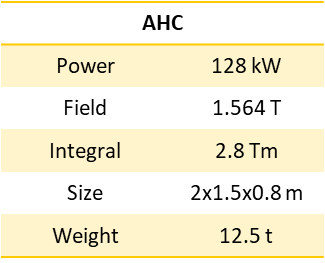 AHC
Power 128 kW
Field 1.564 T
Integral 2.8 Tm
Size 2x1.5x0.8 m
Weight 12.5 t